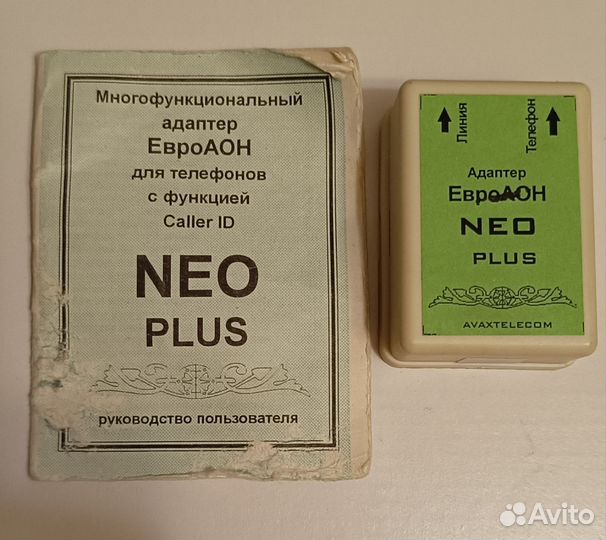 Многофункциональный
адаптер
ЕвроАОН
для телефонов
с функцией
Caller ID
NEO
PLUS
руководство пользователя
Линия
Телефон
Адаптер
ЕвроАОН
NEO
PLUS
AVAXTELECOM
Avito